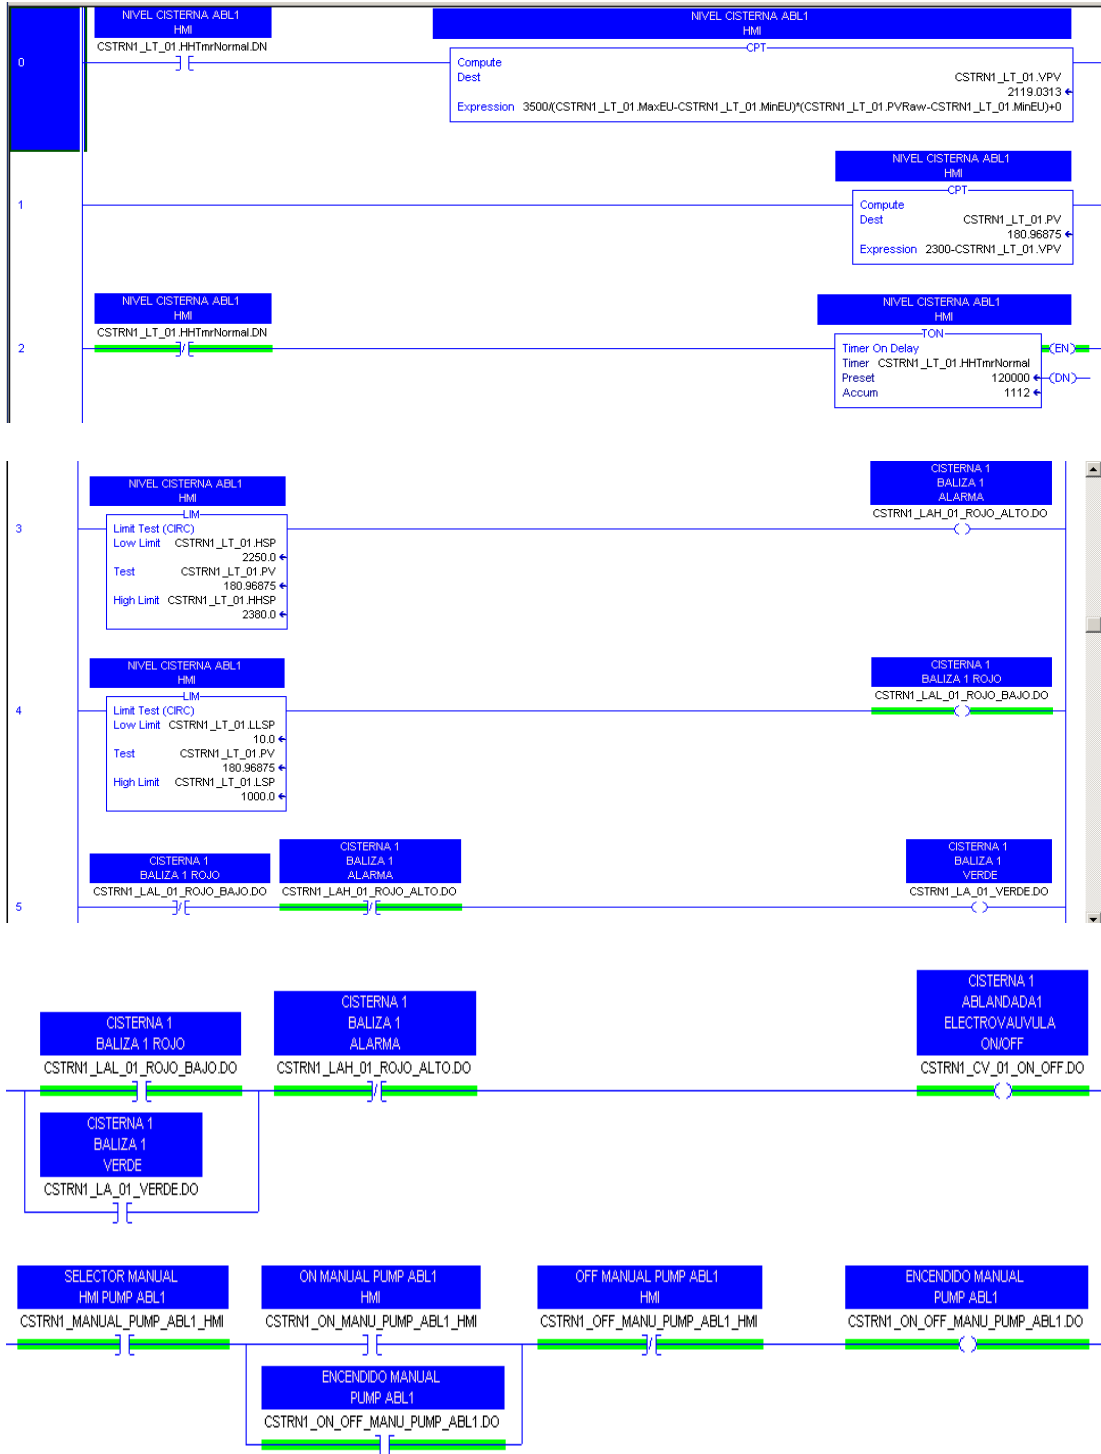 NIVEL CISTERNA ABL1
HMI
CSTRN1_LT_01.HHTmrNormal.DN
NIVEL CISTERNA ABL1
HMI
0
CPT
Compute
Dest CSTRN1_LT_01.VPV
2119.0313
Expression 3500/(CSTRN1_LT_01.MaxEU-CSTRN1_LT_01.MinEU)*(CSTRN1_LT_01.PVRaw-CSTRN1_LT_01.MinEU)+0
NIVEL CISTERNA ABL1
HMI
1
CPT
Compute
Dest CSTRN1_LT_01.PV
180.96875
Expression 2300-CSTRN1_LT_01.VPV
NIVEL CISTERNA ABL1
HMI
CSTRN1_LT_01.HHTmrNormal.DN
NIVEL CISTERNA ABL1
HMI
2
TON
Timer On Delay
Timer CSTRN1_LT_01.HHTmrNormal
Preset 120000
Accum 1112
EN
DN
NIVEL CISTERNA ABL1
HMI
CISTERNA 1
BALIZA 1
ALARMA
CSTRN1_LAH_01_ROJO_ALTO.DO
3
LIM
Limit Test (CIRC)
Low Limit CSTRN1_LT_01.HSP
2250.0
Test CSTRN1_LT_01.PV
180.96875
High Limit CSTRN1_LT_01.HHSP
2380.0
NIVEL CISTERNA ABL1
HMI
CISTERNA 1
BALIZA 1 ROJO
CSTRN1_LAL_01_ROJO_BAJO.DO
4
LIM
Limit Test (CIRC)
Low Limit CSTRN1_LT_01.LLSP
10.0
Test CSTRN1_LT_01.PV
180.96875
High Limit CSTRN1_LT_01.LSP
1000.0
CISTERNA 1
BALIZA 1 ROJO
CSTRN1_LAL_01_ROJO_BAJO.DO
CISTERNA 1
BALIZA 1
ALARMA
CSTRN1_LAH_01_ROJO_ALTO.DO
CISTERNA 1
BALIZA 1
VERDE
CSTRN1_LA_01_VERDE.DO
5
CISTERNA 1
BALIZA 1 ROJO
CSTRN1_LAL_01_ROJO_BAJO.DO
CISTERNA 1
BALIZA 1
ALARMA
CSTRN1_LAH_01_ROJO_ALTO.DO
CISTERNA 1
ABLANDADA1
ELECTROVAUVULA
ON/OFF
CSTRN1_CV_01_ON_OFF.DO
CISTERNA 1
BALIZA 1
VERDE
CSTRN1_LA_01_VERDE.DO
SELECTOR MANUAL
HMI PUMP ABL1
CSTRN1_MANUAL_PUMP_ABL1_HMI
ON MANUAL PUMP ABL1
HMI
CSTRN1_ON_MANU_PUMP_ABL1_HMI
OFF MANUAL PUMP ABL1
HMI
CSTRN1_OFF_MANU_PUMP_ABL1_HMI
ENCENDIDO MANUAL
PUMP ABL1
CSTRN1_ON_OFF_MANU_PUMP_ABL1.DO
ENCENDIDO MANUAL
PUMP ABL1
CSTRN1_ON_OFF_MANU_PUMP_ABL1.DO